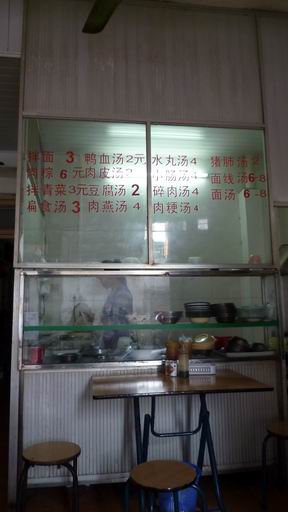 拌面 3 鸭血汤2元 水丸汤4 猪肺汤2
肉粽 6元 肉皮汤2 小肠汤4 面线汤6-8
拌青菜3元 豆腐汤2 碎肉汤4 面汤 6-8
扁食汤3 肉燕汤4 肉粳汤4